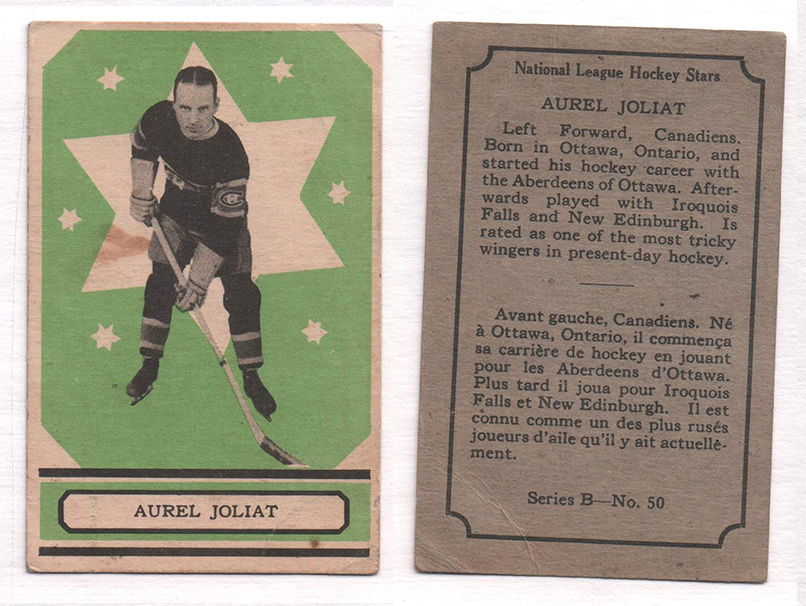 AUREL JOLIAT
National League Hockey Stars
AUREL JOLIAT
Left Forward, Canadiens.
Born in Ottawa, Ontario, and
started his hockey career with
the Aberdeens of Ottawa. After-
wards played with Iroquois
Falls and New Edinburgh. Is
rated as one of the most tricky
wingers in present-day hockey.
Avant gauche, Canadiens. Né
à Ottawa, Ontario, il commença
sa carrière de hockey en jouant
pour les Aberdeens d'Ottawa.
Plus tard il joua pour Iroquois
Falls et New Edinburgh. Il est
connu comme un des plus rusés
joueurs d'aile qu'il y ait actuellè-
ment.
Series B—No. 50